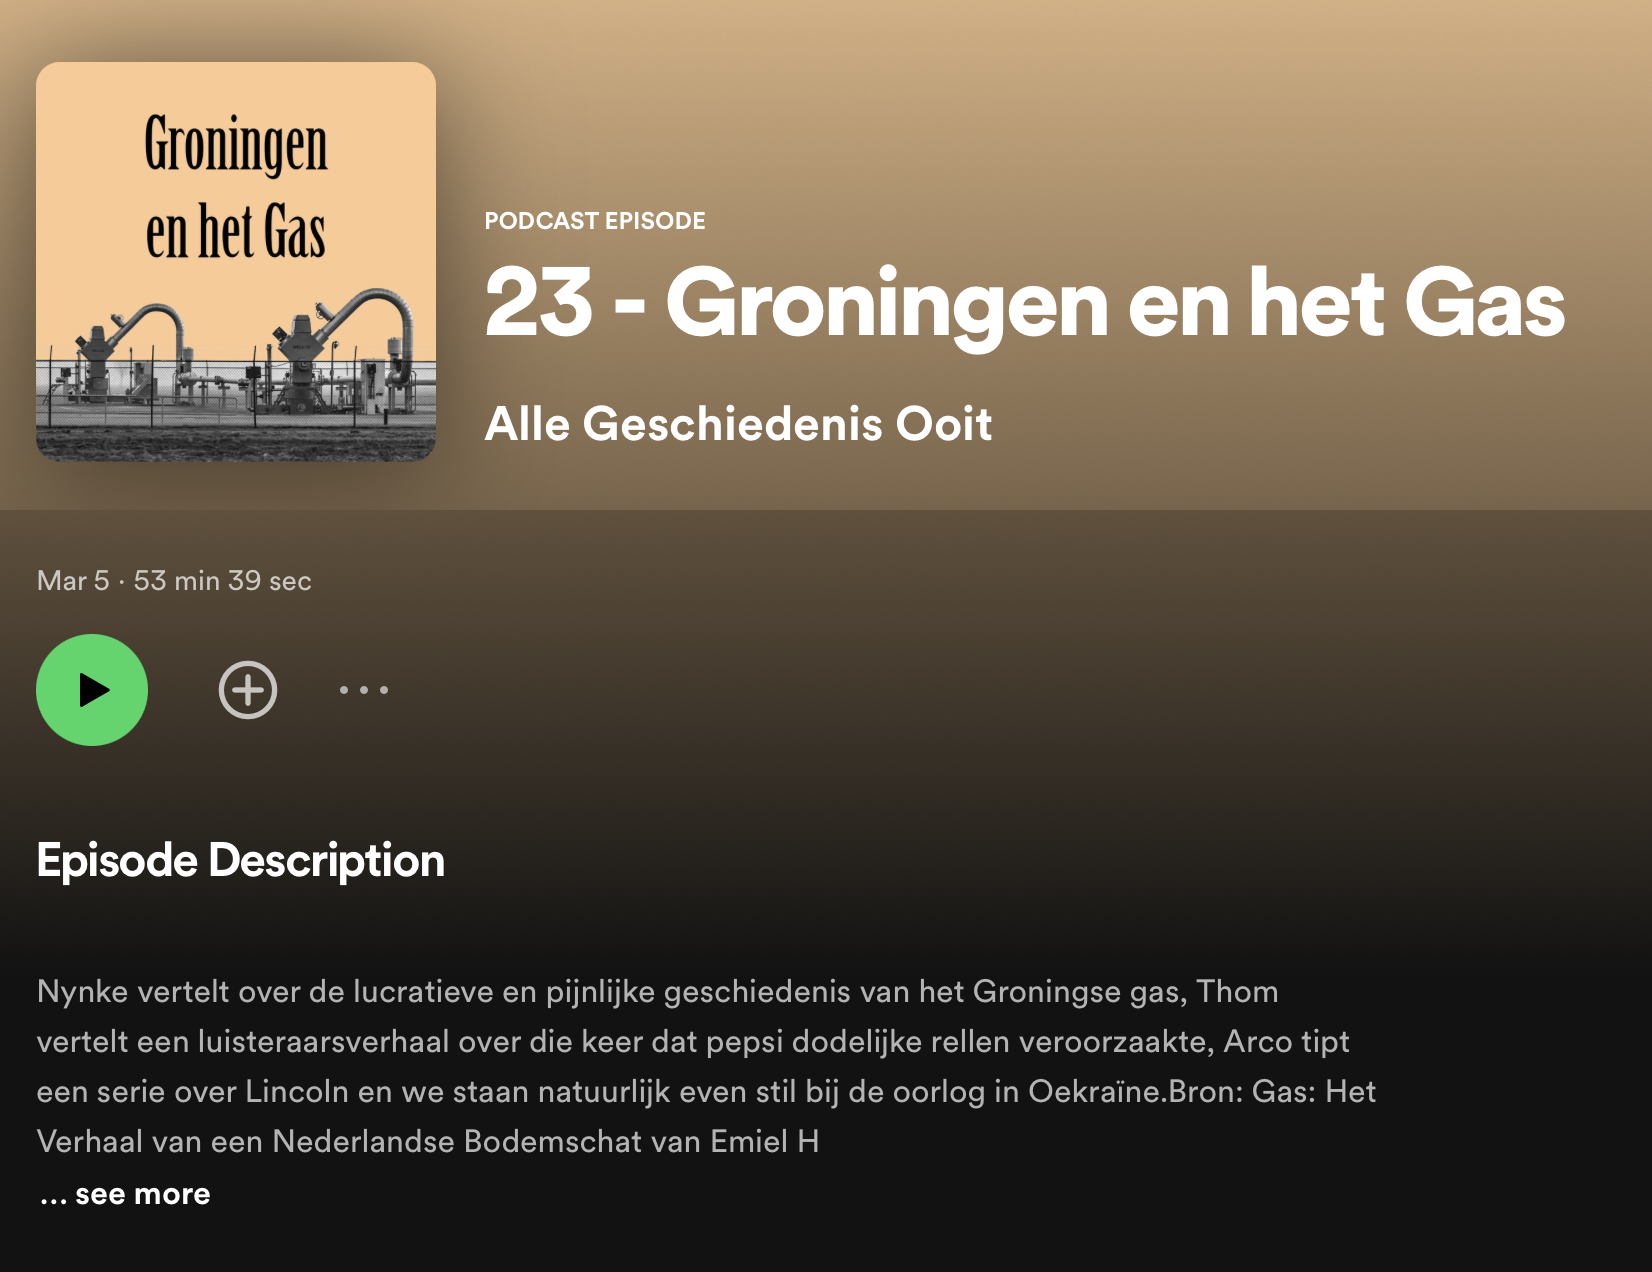 Groningen
en het Gas
PODCAST EPISODE
23 - Groningen en het Gas
Alle Geschiedenis Ooit
Mar 5 · 53 min 39 sec
Episode Description
Nynke vertelt over de lucratieve en pijnlijke geschiedenis van het Groningse gas, Thom
vertelt een luisteraarsverhaal over die keer dat pepsi dodelijke rellen veroorzaakte, Arco tipt
een serie over Lincoln en we staan natuurlijk even stil bij de oorlog in Oekraïne.Bron: Gas: Het
Verhaal van een Nederlandse Bodemschat van Emiel H
... see more